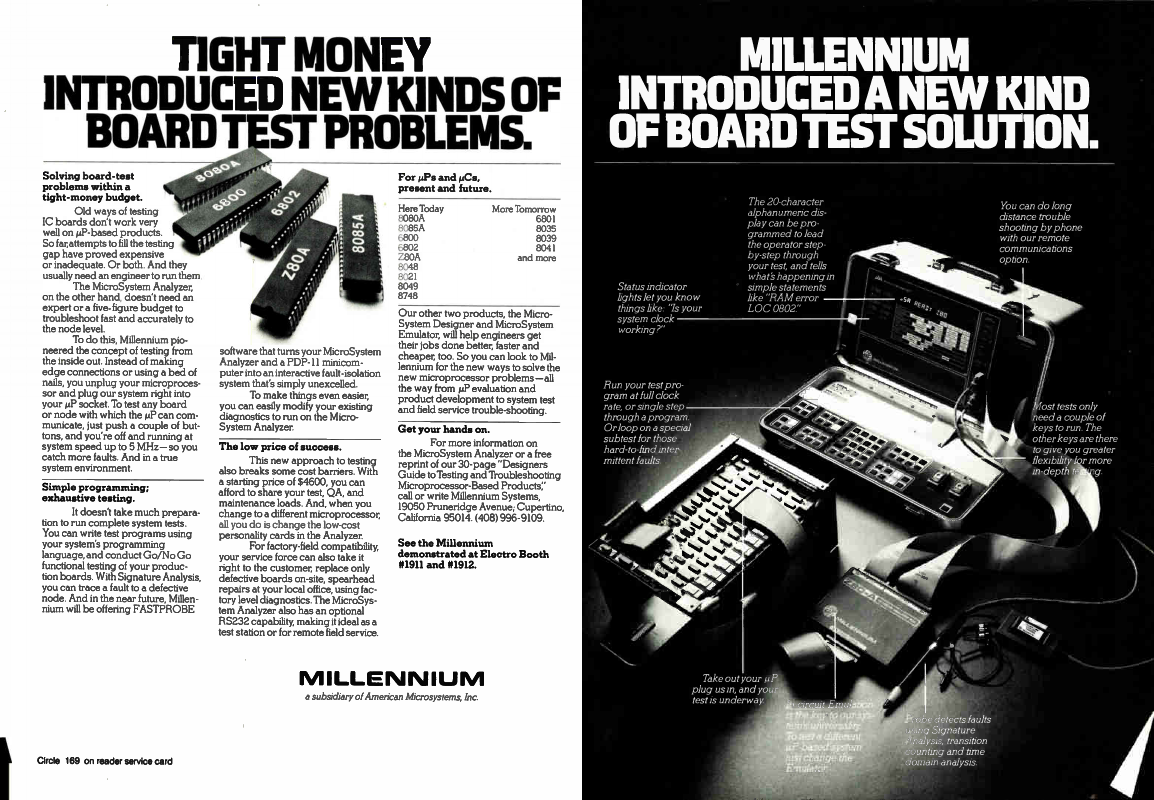 TIGHT MONEY
INTRODUCED NEW KINDS OF
BOARD TEST PROBLEMS.
Solving board-test
problems within a
tight-money budget.
Old ways of testing
IC boards don't work very
well on µP-based products.
So far, attempts to fill the testing
gap have proved expensive
or inadequate. Or both. And they
usually need an engineer to run them.
The MicroSystem Analyzer,
on the other hand, doesn't need an
expert or a five-figure budget to
troubleshoot fast and accurately to
the node level.
To do this, Millennium pio-
neered the concept of testing from
the inside out. Instead of making
edge connections or using a bed of
nails, you unplug your microproces-
sor and plug our system right into
your µP socket. To test any board
or node with which the µP can com-
municate, just push a couple of but-
tons, and you're off and running at
system speed up to 5 MHz—so you
catch more faults. And in a true
system environment.
Simple programming;
exhaustive testing.
It doesn't take much prepara-
tion to run complete system tests.
You can write test programs using
your system's programming
language, and conduct Go/No Go
functional testing of your produc-
tion boards. With Signature Analysis,
you can trace a fault to a defective
node. And in the near future, Millen-
nium will be offering FASTPROBE
8080A
6800
6802
Z80A
8085A
software that turns your MicroSystem
Analyzer and a PDP-11 minicom-
puter into an interactive fault-isolation
system that's simply unexcelled.
To make things even easier,
you can easily modify your existing
diagnostics to run on the Micro-
System Analyzer.
The low price of success.
This new approach to testing
also breaks some cost barriers. With
a starting price of $4600, you can
afford to share your test, QA, and
maintenance loads. And, when you
change to a different microprocessor,
all you do is change the low-cost
personality cards in the Analyzer.
For factory-field compatibility,
your service force can also take it
right to the customer, replace only
defective boards on-site, spearhead
repairs at your local office, using fac-
tory level diagnostics. The MicroSys-
tem Analyzer also has an optional
RS232 capability, making it ideal as a
test station or for remote field service.
For µPs and µCs,
present and future.
Here Today More Tomorrow
8080A 6801
8085A 8035
6800 8039
6802 8041
Z80A and more
8048
8021
8049
8748
Our other two products, the Micro-
System Designer and MicroSystem
Emulator, will help engineers get
their jobs done better, faster and
cheaper, too. So you can look to Mil-
lennium for the new ways to solve the
new microprocessor problems—all
the way from µP evaluation and
product development to system test
and field service trouble-shooting.
Get your hands on.
For more information on
the MicroSystem Analyzer or a free
reprint of our 30-page "Designers
Guide to Testing and Troubleshooting
Microprocessor-Based Products,"
call or write Millennium Systems,
19050 Pruneridge Avenue, Cupertino,
California 95014. (408) 996-9109.
See the Millennium
demonstrated at Electro Booth
#1911 and #1912.
MILLENNIUM
a subsidiary of American Microsystems, Inc.
Circle 169 on reader service card
MILLENNIUM
INTRODUCED A NEW KIND
OF BOARD TEST SOLUTION.
The 20-character
alphanumeric dis-
play can be pro-
grammed to lead
the operator step-
by-step through
your test, and tells
what's happening in
simple statements
like "RAM error
LOC 0802."
You can do long
distance trouble
shooting by phone
with our remote
communications
option.
Status indicator
lights let you know
things like: "Is your
system clock
working?"
Run your test pro-
gram at full clock
rate, or single step
through a program.
Or loop on a special
subtest for those
hard-to-find inter-
mittent faults.
Most tests only
need a couple of
keys to run. The
other keys are there
to give you greater
flexibility for more
in-depth testing.
MILLENNIUM
Take out your µP
plug us in, and your
test is underway.
In-circuit Emulation
is the key to our sys-
tem's universality.
To test a different
µP-based system
just change the
Emulator.
Probe detects faults
using Signature
Analysis, transition
counting and time
domain analysis.